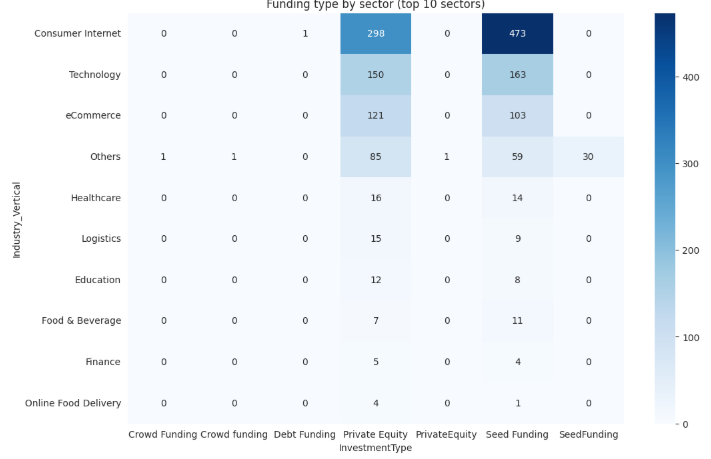 Funding type by sector (top 10 sectors)
Consumer Internet 0 0 1 298 0 473 0
Technology 0 0 0 150 0 163 0
eCommerce 0 0 0 121 0 103 0
Others 1 1 0 85 1 59 30
Healthcare 0 0 0 16 0 14 0
Logistics 0 0 0 15 0 9 0
Education 0 0 0 12 0 8 0
Food & Beverage 0 0 0 7 0 11 0
Finance 0 0 0 5 0 4 0
Online Food Delivery 0 0 0 4 0 1 0
Crowd Funding Crowd funding Debt Funding Private Equity PrivateEquity Seed Funding SeedFunding
InvestmentType
Industry_Vertical
400
300
200
100
0